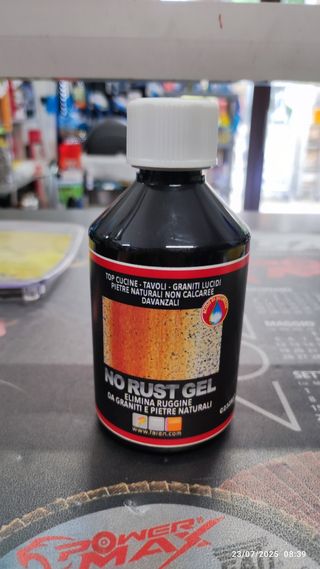 TOP CUCINE - TAVOLI - GRANITI LUCIDI
PIETRE NATURALI NON CALCAREE
DAVANZALI
NO RUST GEL
ELIMINA RUGGINE
DA GRANITI E PIETRE NATURALI
www.faren.com
MAGGIO
POWER
MAX
23/07/2025 08:39